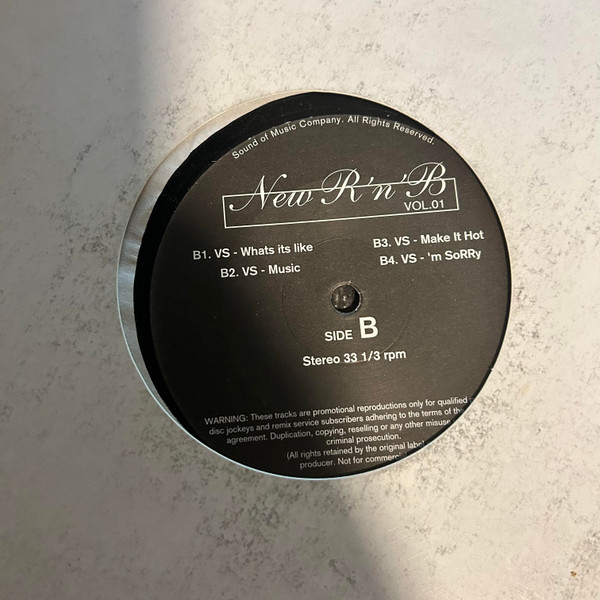 Sound of Music Company. All Rights Reserved.
New R'n'B
VOL.01
B1. VS - Whats its like
B2. VS - Music
B3. VS - Make It Hot
B4. VS - 'm SoRRy
SIDE B
Stereo 33 1/3 rpm
WARNING: These tracks are promotional reproductions only for qualified
disc jockeys and remix service subscribers adhering to the terms of the
agreement. Duplication, copying, reselling or any other misuse
criminal prosecution.
(All rights retained by the original label
producer. Not for